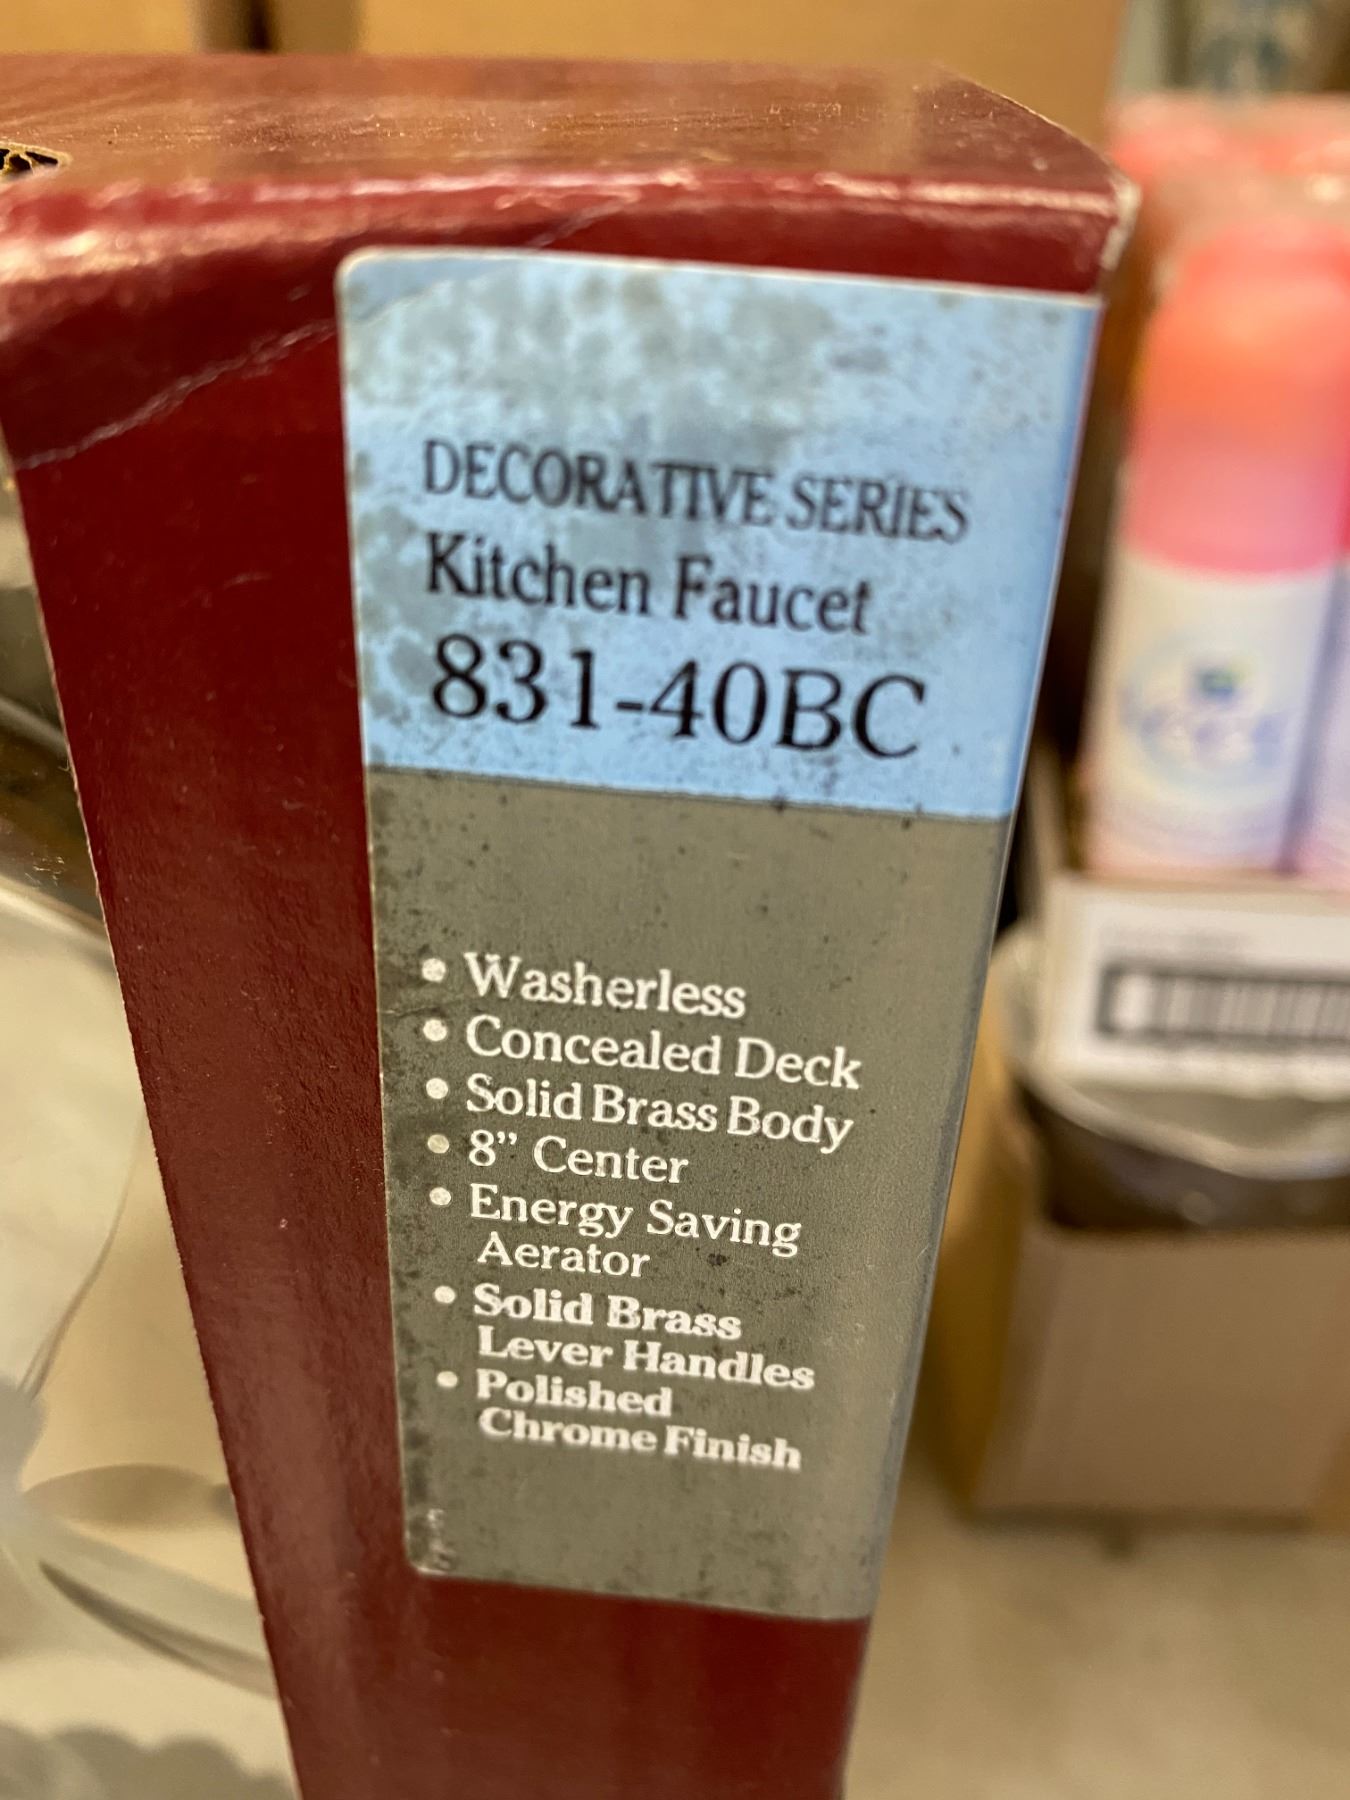 DECORATIVE SERIES
Kitchen Faucet
831-40BC
• Washerless
• Concealed Deck
• Solid Brass Body
• 8” Center
• Energy Saving
Aerator
• Solid Brass
Lever Handles
• Polished
Chrome Finish